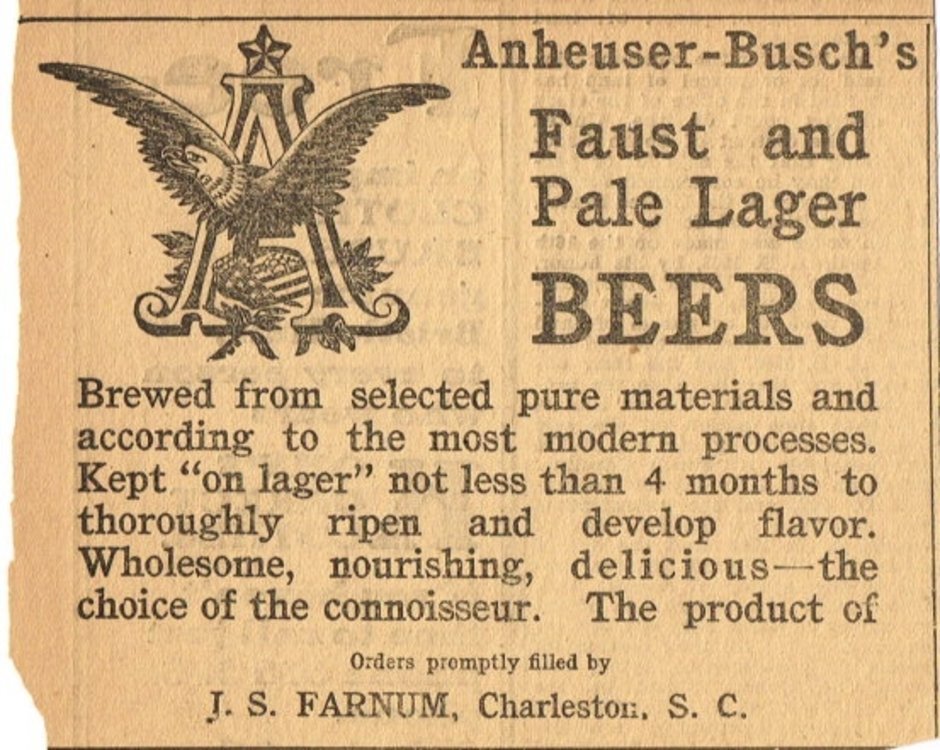 Anheuser-Busch's
Faust and
Pale Lager
BEERS
Brewed from selected pure materials and
according to the most modern processes.
Kept "on lager" not less than 4 months to
thoroughly ripen and develop flavor.
Wholesome, nourishing, delicious—the
choice of the connoisseur. The product of
Orders promptly filled by
J. S. FARNUM, Charleston, S. C.